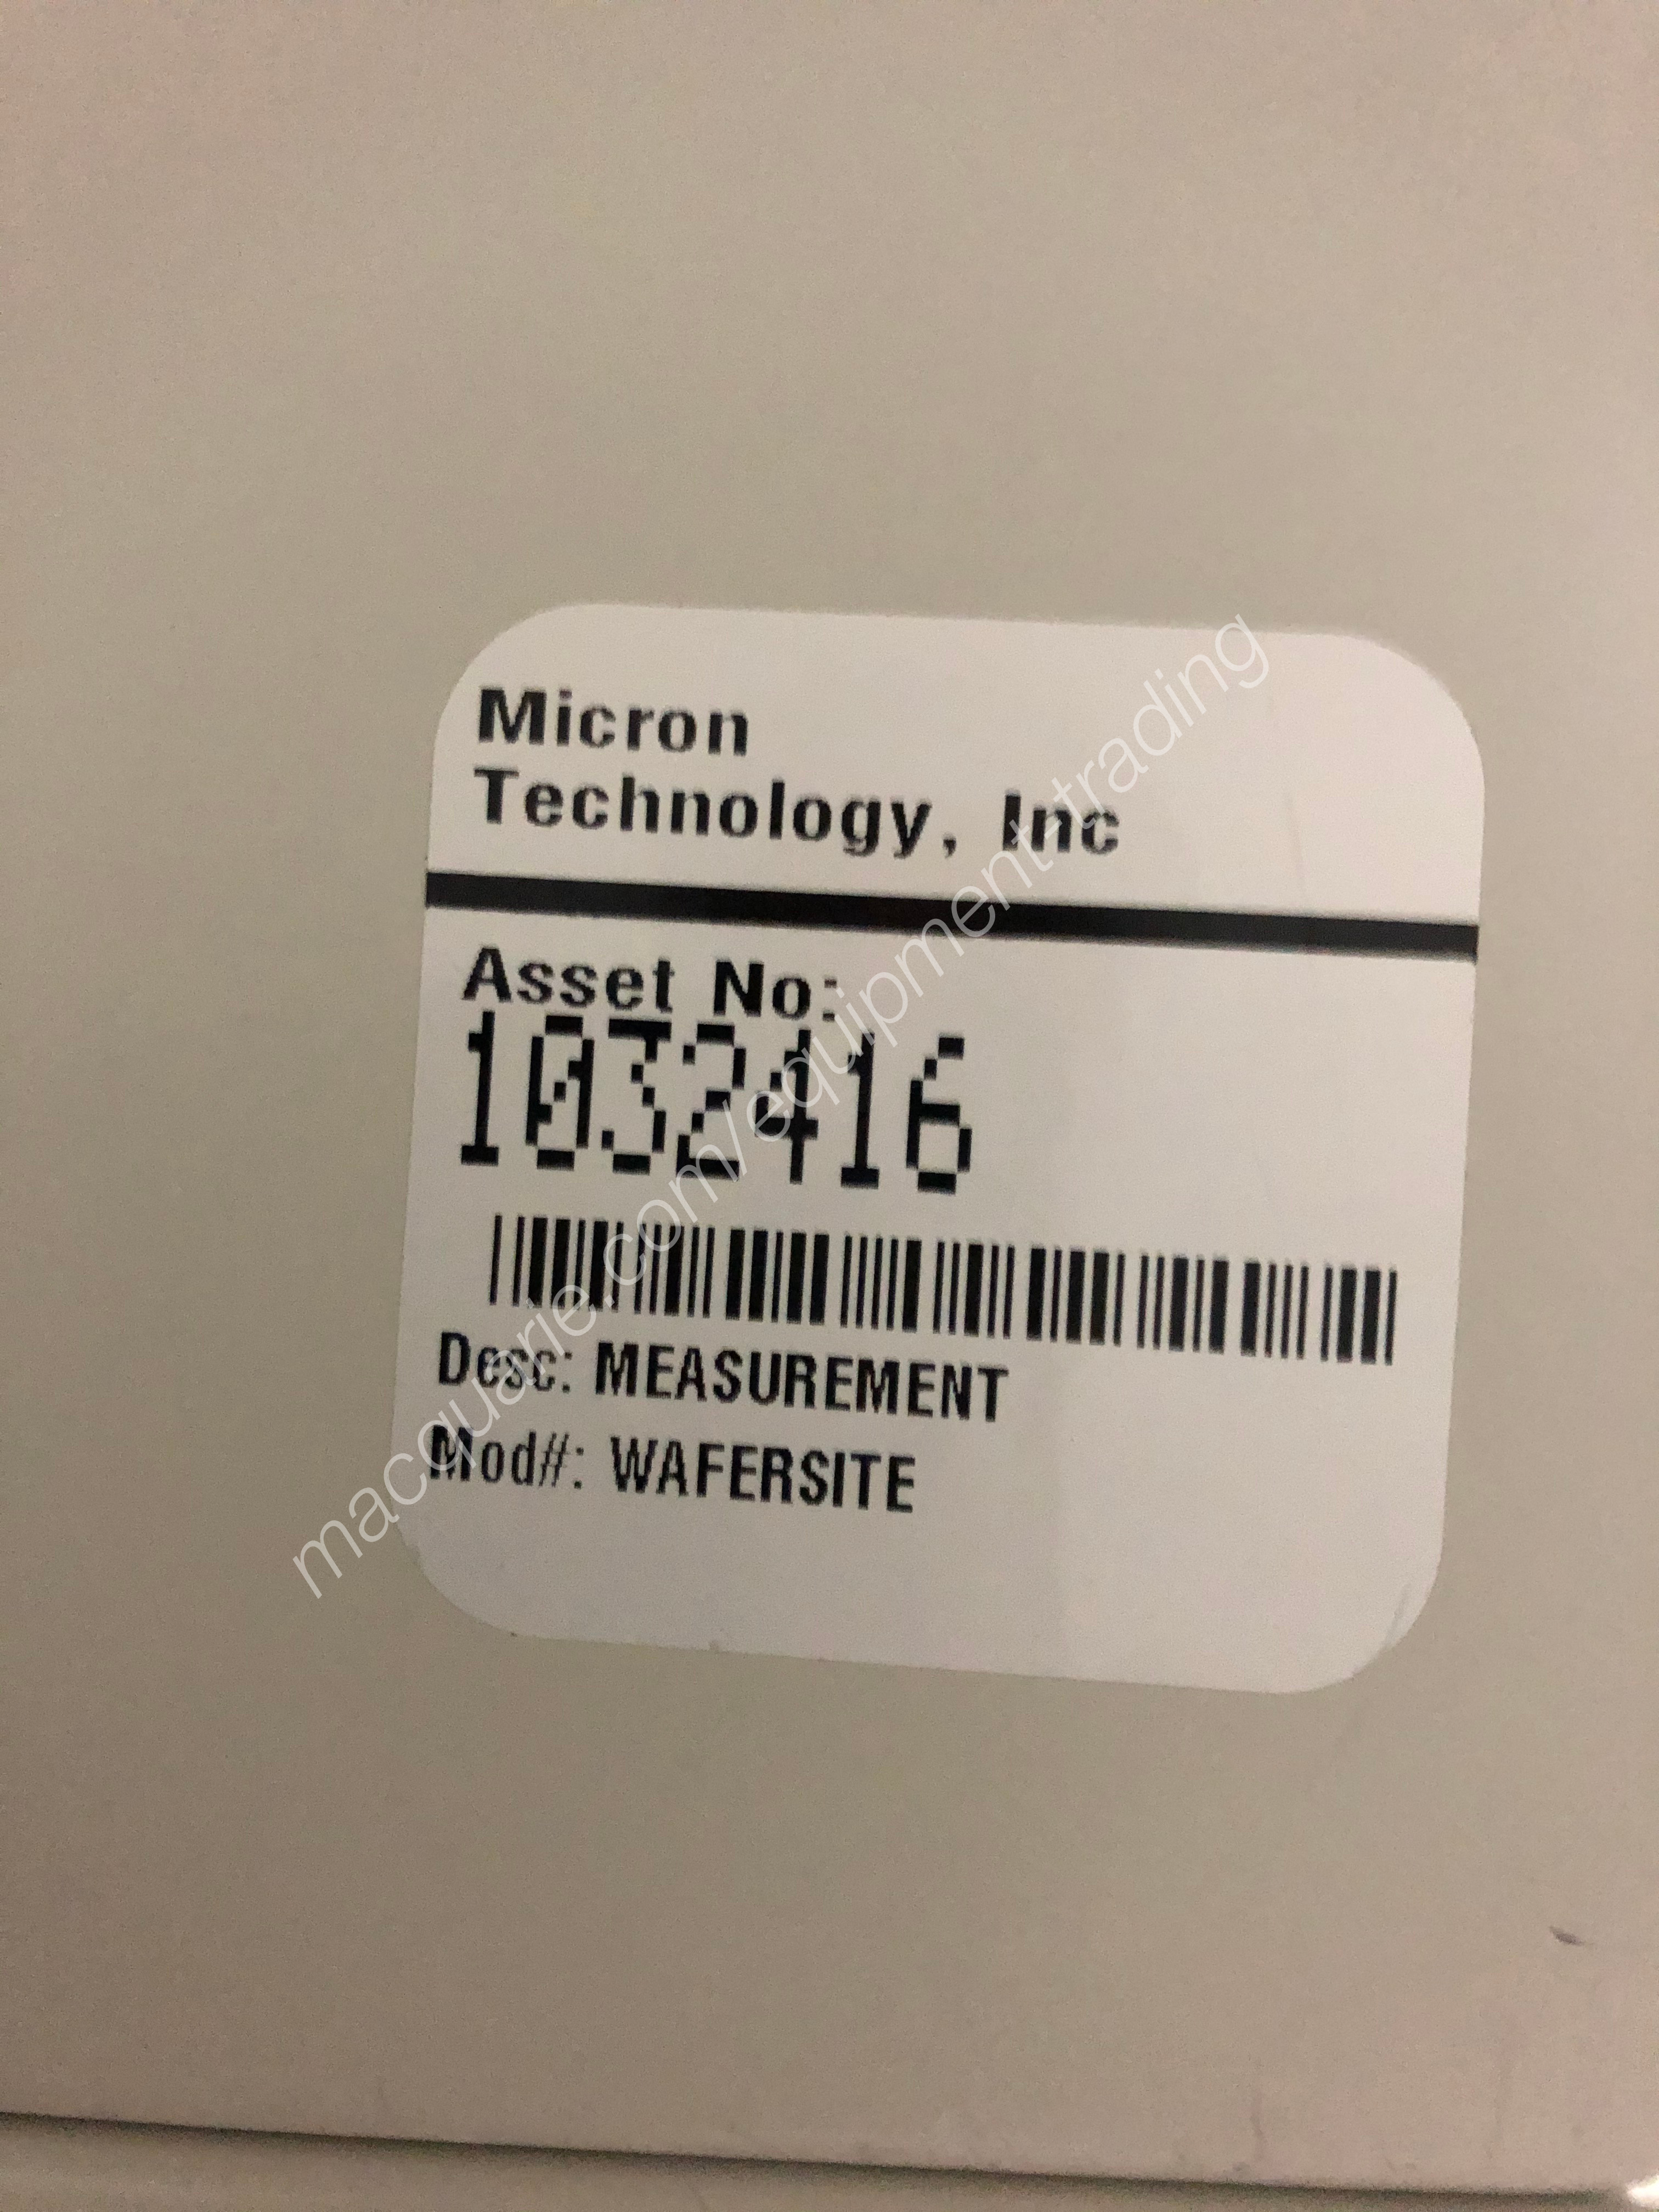 Micron
Technology, Inc
Asset No:
1032416
Desc: MEASUREMENT
Mod#: WAFERSITE
macquarie.com/equipment-trading